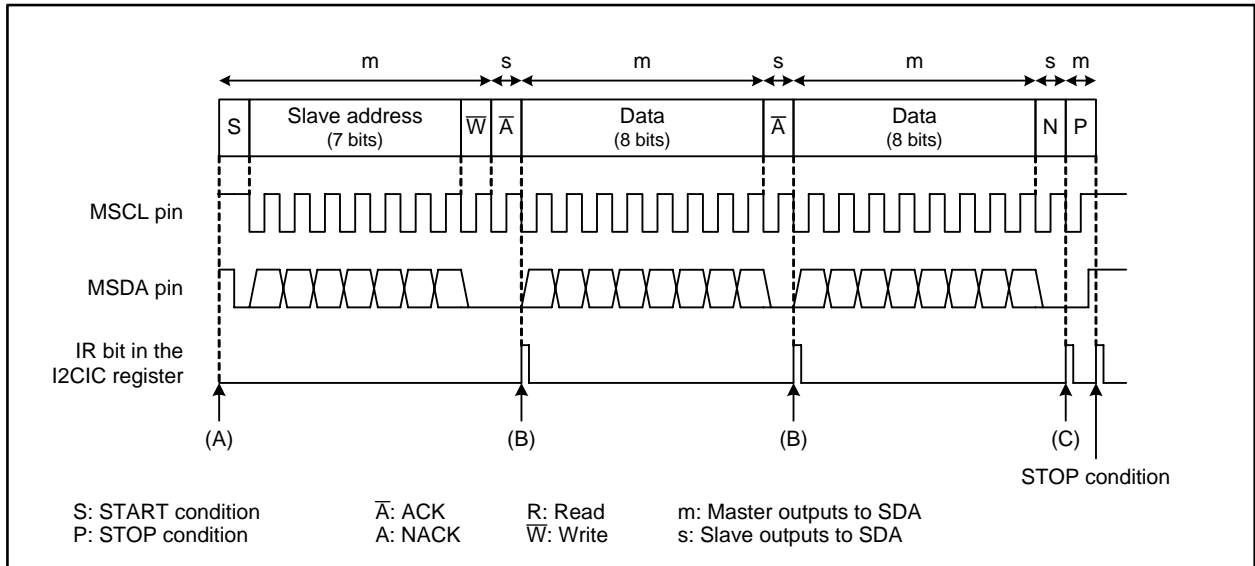 m s m s m s m
S Slave address (7 bits) W̅ A̅ Data (8 bits) A̅ Data (8 bits) N P
MSCL pin
MSDA pin
IR bit in the
I2CIC register
(A) (B) (B) (C)
STOP condition
S: START condition A̅: ACK R: Read m: Master outputs to SDA
P: STOP condition A: NACK W̅: Write s: Slave outputs to SDA